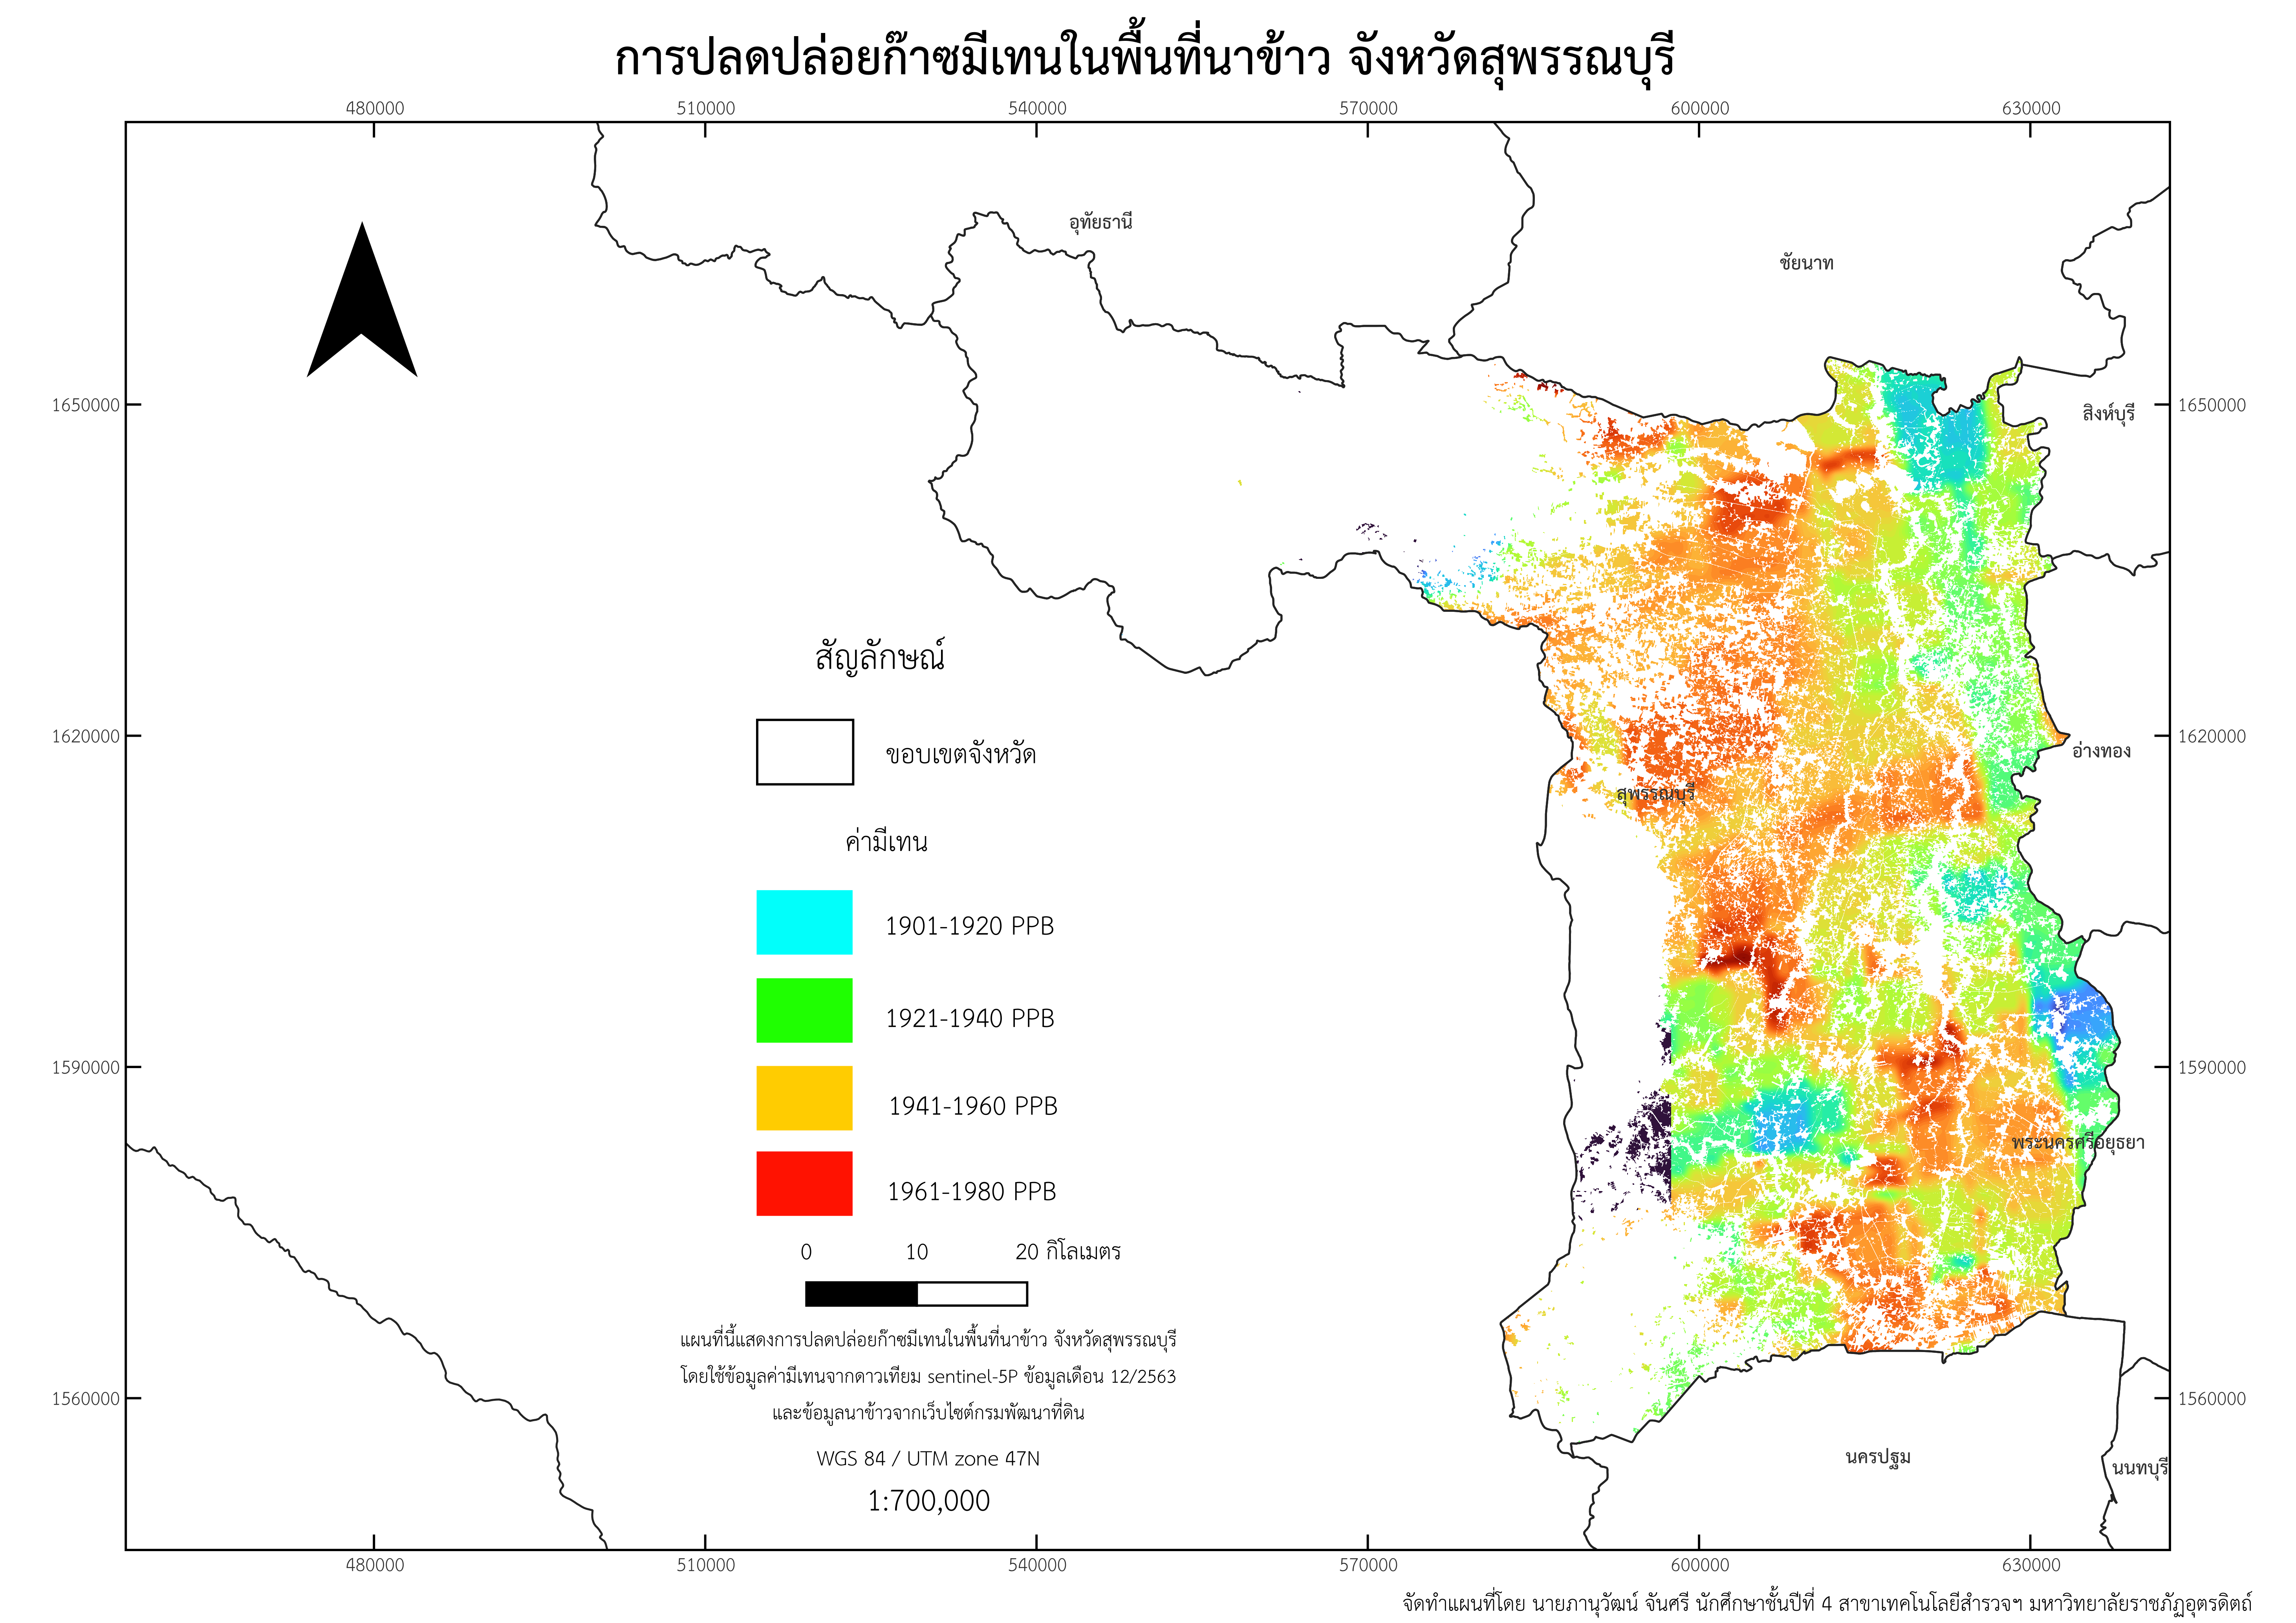 การปลดปล่อยก๊าซมีเทนในพื้นที่นาข้าว จังหวัดสุพรรณบุรี
480000 510000 540000 570000 600000 630000
อุทัยธานี
ชัยนาท
1650000 1650000
สิงห์บุรี
สัญลักษณ์
ขอบเขตจังหวัด
1620000 1620000
อ่างทอง
สุพรรณบุรี
ค่ามีเทน
1901-1920 PPB
1921-1940 PPB
1590000 1590000
1941-1960 PPB
พระนครศรีอยุธยา
1961-1980 PPB
0 10 20 กิโลเมตร
แผนที่นี้แสดงการปลดปล่อยก๊าซมีเทนในพื้นที่นาข้าว จังหวัดสุพรรณบุรี
โดยใช้ข้อมูลค่ามีเทนจากดาวเทียม sentinel-5P ข้อมูลเดือน 12/2563
และข้อมูลนาข้าวจากเว็บไซต์กรมพัฒนาที่ดิน
1560000 1560000
WGS 84 / UTM zone 47N
นครปฐม
นนทบุรี
1:700,000
480000 510000 540000 570000 600000 630000
จัดทำแผนที่โดย นายภานุวัฒน์ จันศรี นักศึกษาชั้นปีที่ 4 สาขาเทคโนโลยีสำรวจฯ มหาวิทยาลัยราชภัฏอุตรดิตถ์